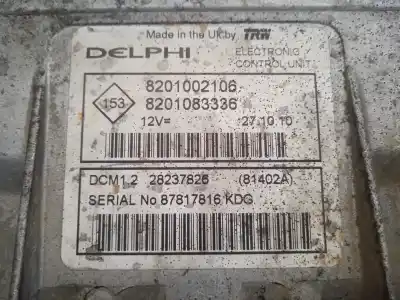 Made in the Uk by TRW
DELPHI ELECTRONIC
CONTROL UNIT
8201002106
153 8201083336
12V= 27.10.10
DCM1.2 28237826 (81402A)
SERIAL No 87817816 KDG